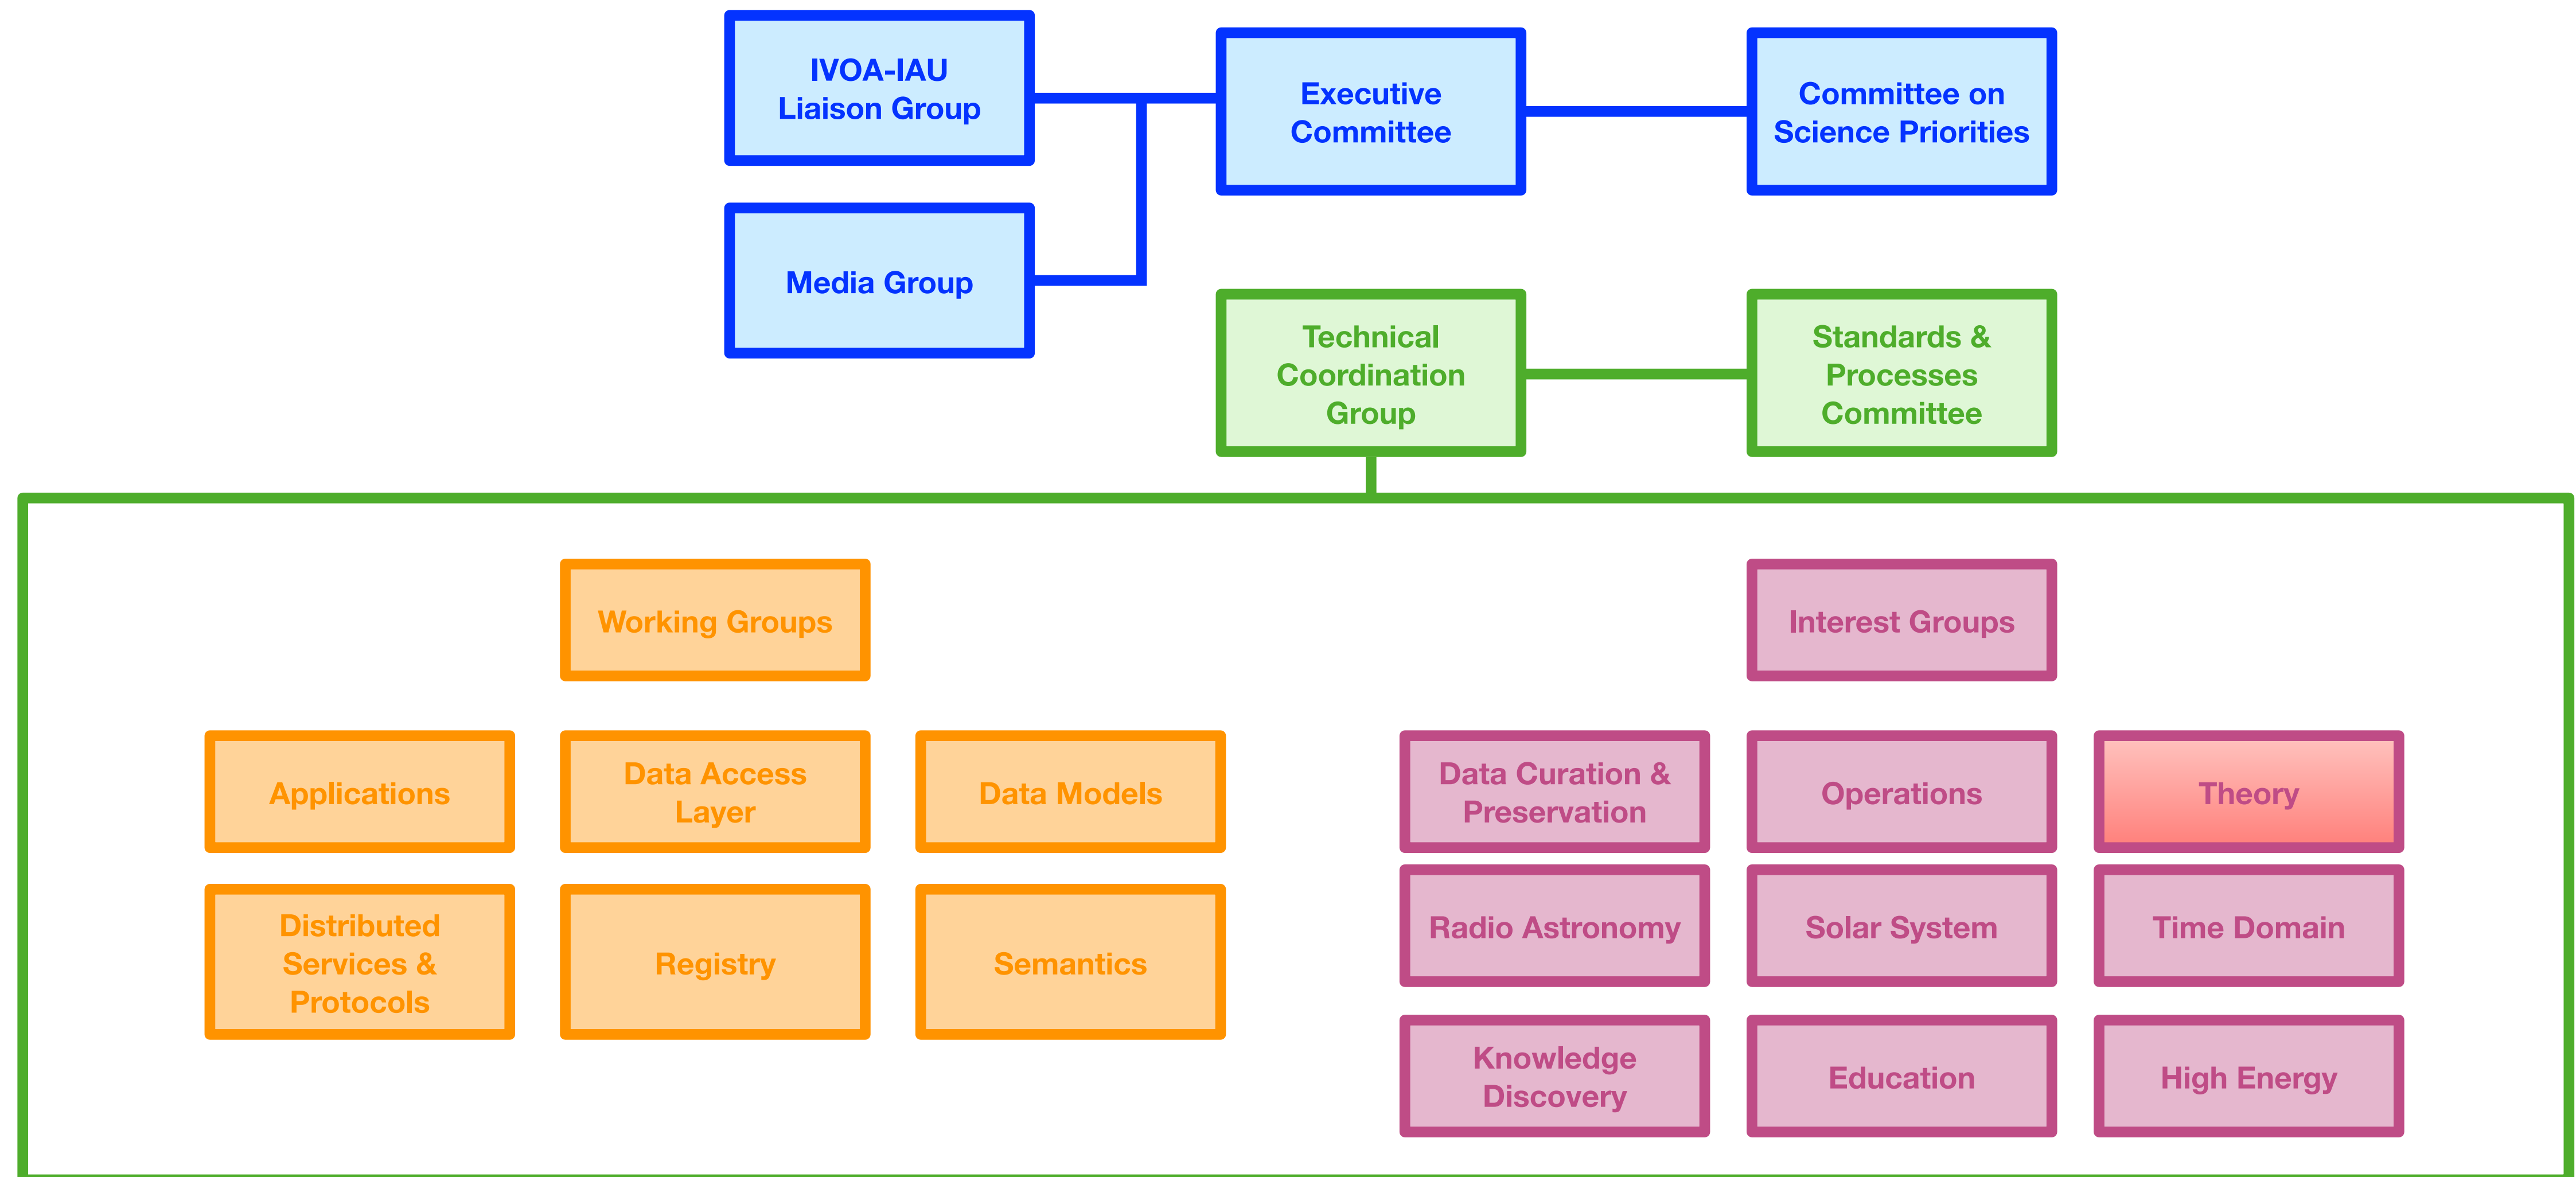 IVOA-IAU
Liaison Group
Executive
Committee
Committee on
Science Priorities
Media Group
Technical
Coordination
Group
Standards &
Processes
Committee
Working Groups
Interest Groups
Applications
Data Access
Layer
Data Models
Data Curation &
Preservation
Operations
Theory
Distributed
Services &
Protocols
Registry
Semantics
Radio Astronomy
Solar System
Time Domain
Knowledge
Discovery
Education
High Energy